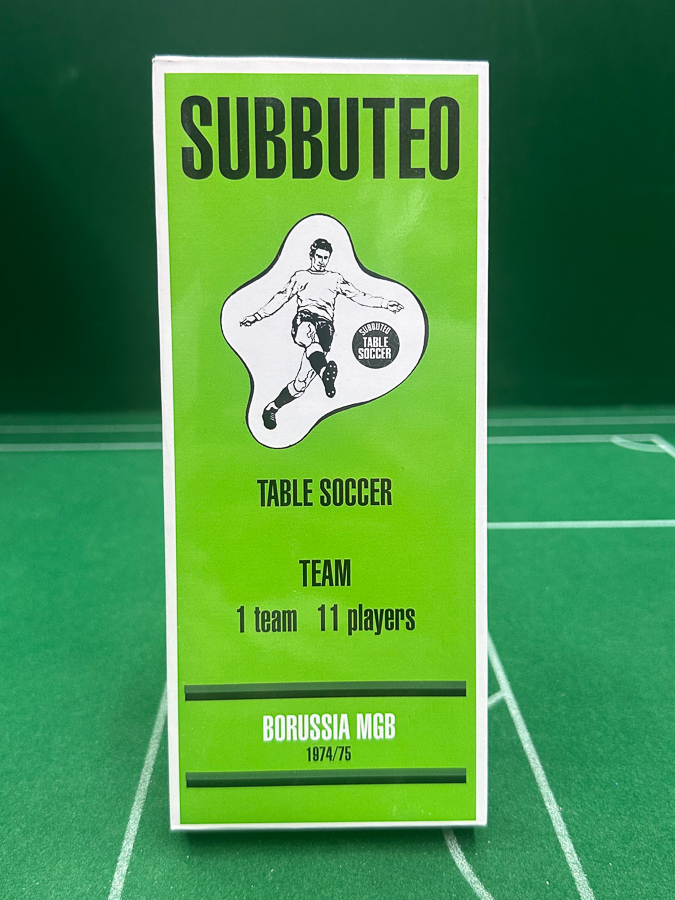 SUBBUTEO
SUBBUTEO
TABLE
SOCCER
TABLE SOCCER
TEAM
1 team 11 players
BORUSSIA MGB
1974/75